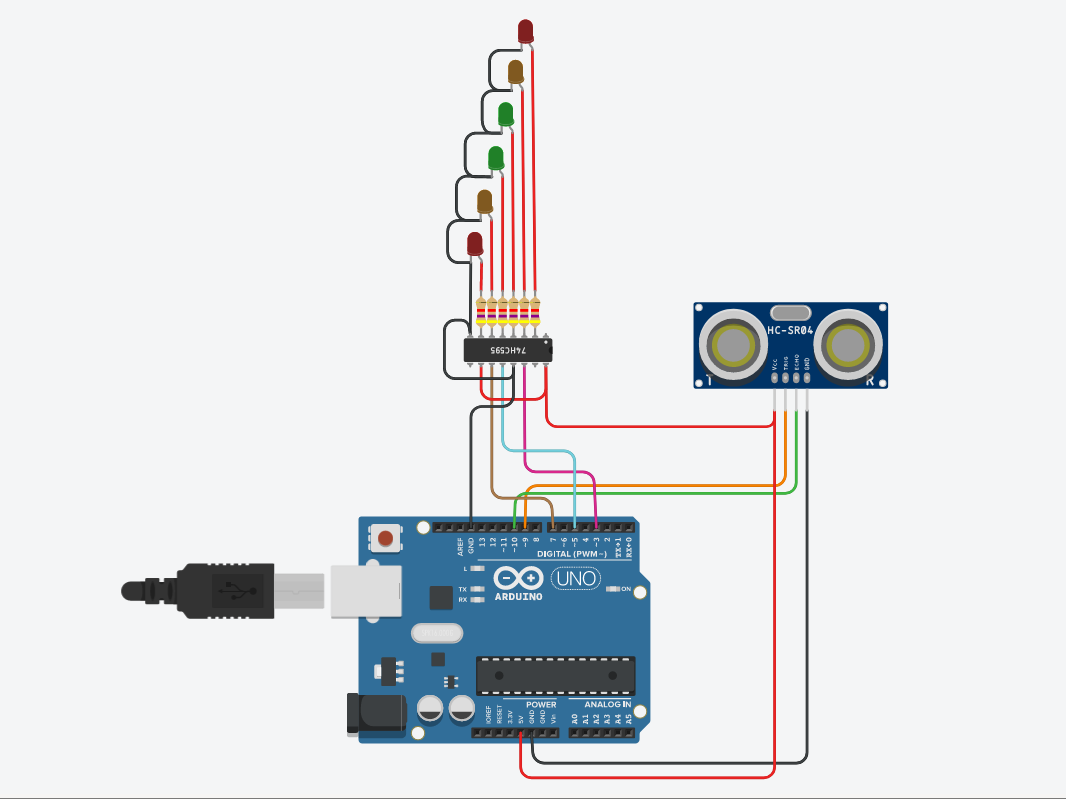 74HC595
HC-SR04
VCC
TRIG
ECHO
GND
T
R
AREF
GND
13
12
~11
~10
~9
8
7
~6
~5
4
~3
2
TX→1
RX←0
DIGITAL (PWM~)
L
TX
RX
ARDUINO
UNO
ON
POWER
ANALOG IN
IOREF
RESET
3.3V
5V
GND
GND
Vin
A0
A1
A2
A3
A4
A5